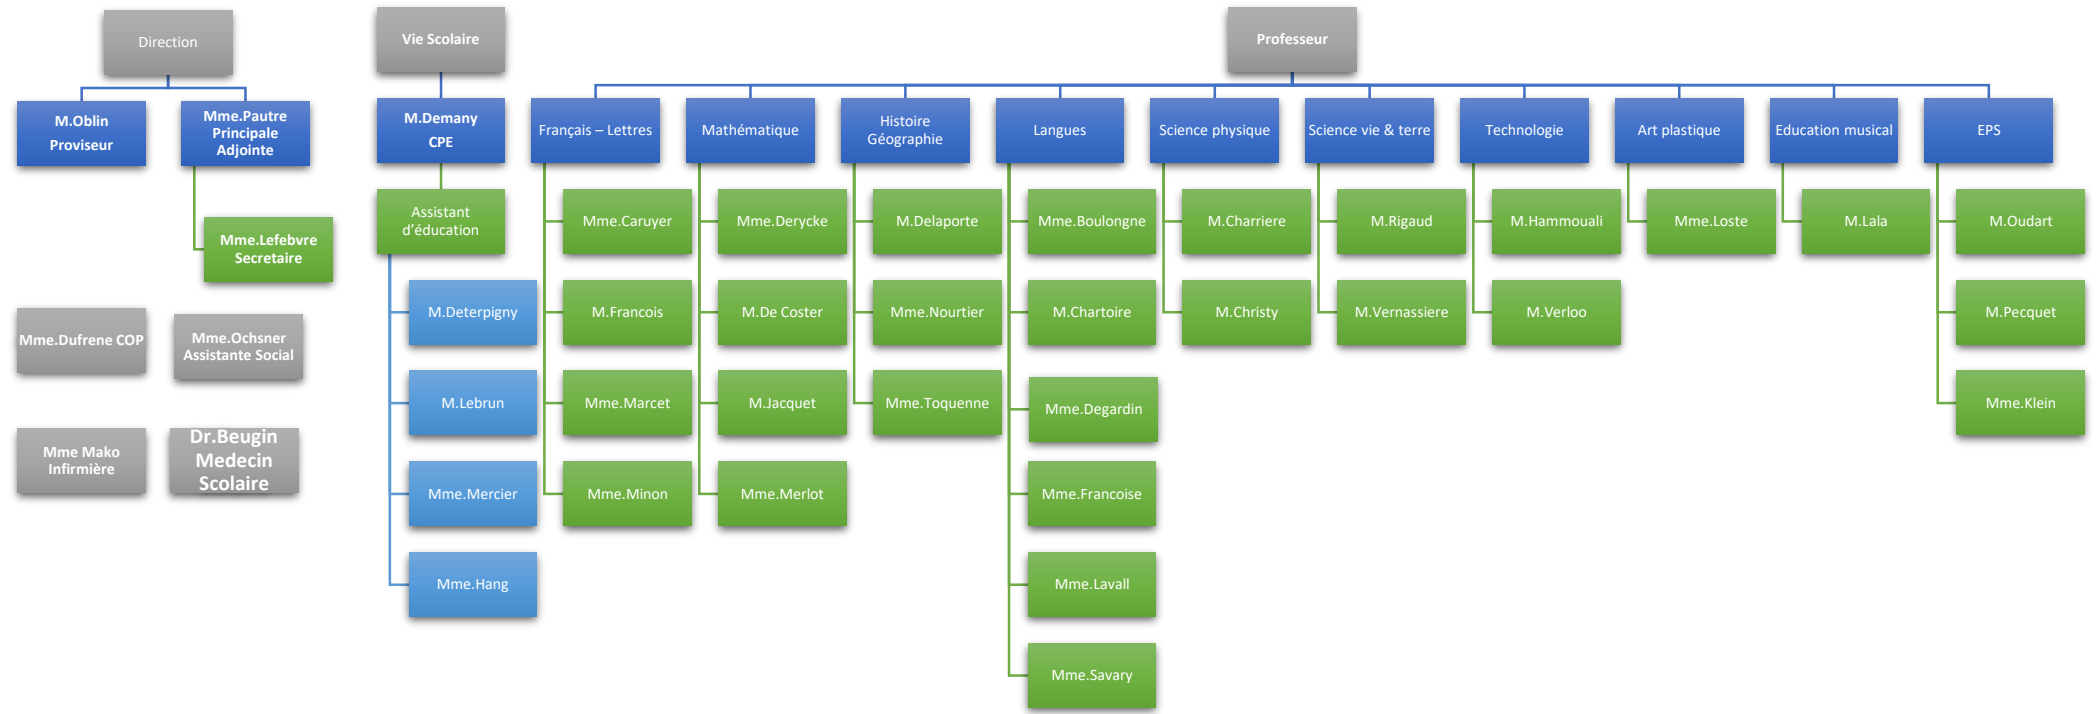 Direction
M.Oblin
Proviseur
Mme.Pautre
Principale
Adjointe
Mme.Lefebvre
Secretaire
Mme.Dufrene COP
Mme.Ochsner
Assistante Social
Mme Mako
Infirmière
Dr.Beugin
Medecin
Scolaire
Vie Scolaire
M.Demany
CPE
Assistant
d'éducation
M.Deterpigny
M.Lebrun
Mme.Mercier
Mme.Hang
Professeur
Français – Lettres
Mme.Caruyer
M.Francois
Mme.Marcet
Mme.Minon
Mathématique
Mme.Derycke
M.De Coster
M.Jacquet
Mme.Merlot
Histoire
Géographie
M.Delaporte
Mme.Nourtier
Mme.Toquenne
Langues
Mme.Boulongne
M.Chartoire
Mme.Degardin
Mme.Francoise
Mme.Lavall
Mme.Savary
Science physique
M.Charriere
M.Christy
Science vie & terre
M.Rigaud
M.Vernassiere
Technologie
M.Hammouali
M.Verloo
Art plastique
Mme.Loste
Education musical
M.Lala
EPS
M.Oudart
M.Pecquet
Mme.Klein